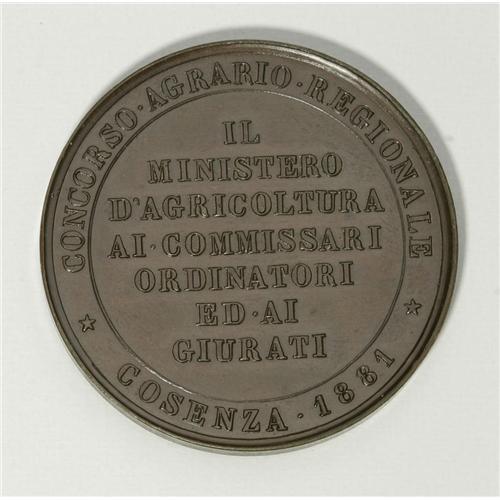 CONCORSO·AGRARIO·REGIONALE
IL
MINISTERO
D'AGRICOLTURA
AI·COMMISSARI
ORDINATORI
ED·AI
GIURATI
COSENZA·1881